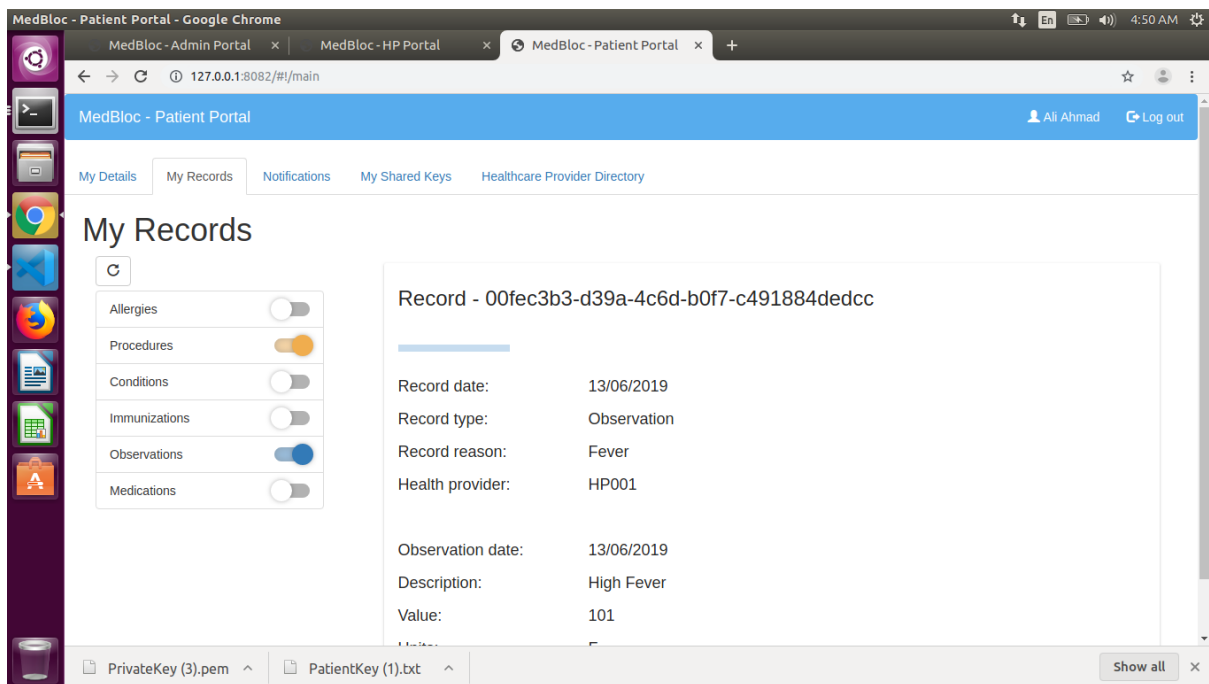 MedBloc - Patient Portal - Google Chrome En 4:50 AM
MedBloc - Admin Portal × MedBloc - HP Portal × MedBloc - Patient Portal × +
127.0.0.1:8082/#!/main
MedBloc - Patient Portal Ali Ahmad Log out
My Details My Records Notifications My Shared Keys Healthcare Provider Directory
My Records
Allergies
Procedures
Conditions
Immunizations
Observations
Medications
Record - 00fec3b3-d39a-4c6d-b0f7-c491884dedcc
Record date: 13/06/2019
Record type: Observation
Record reason: Fever
Health provider: HP001
Observation date: 13/06/2019
Description: High Fever
Value: 101
PrivateKey (3).pem PatientKey (1).txt Show all ×